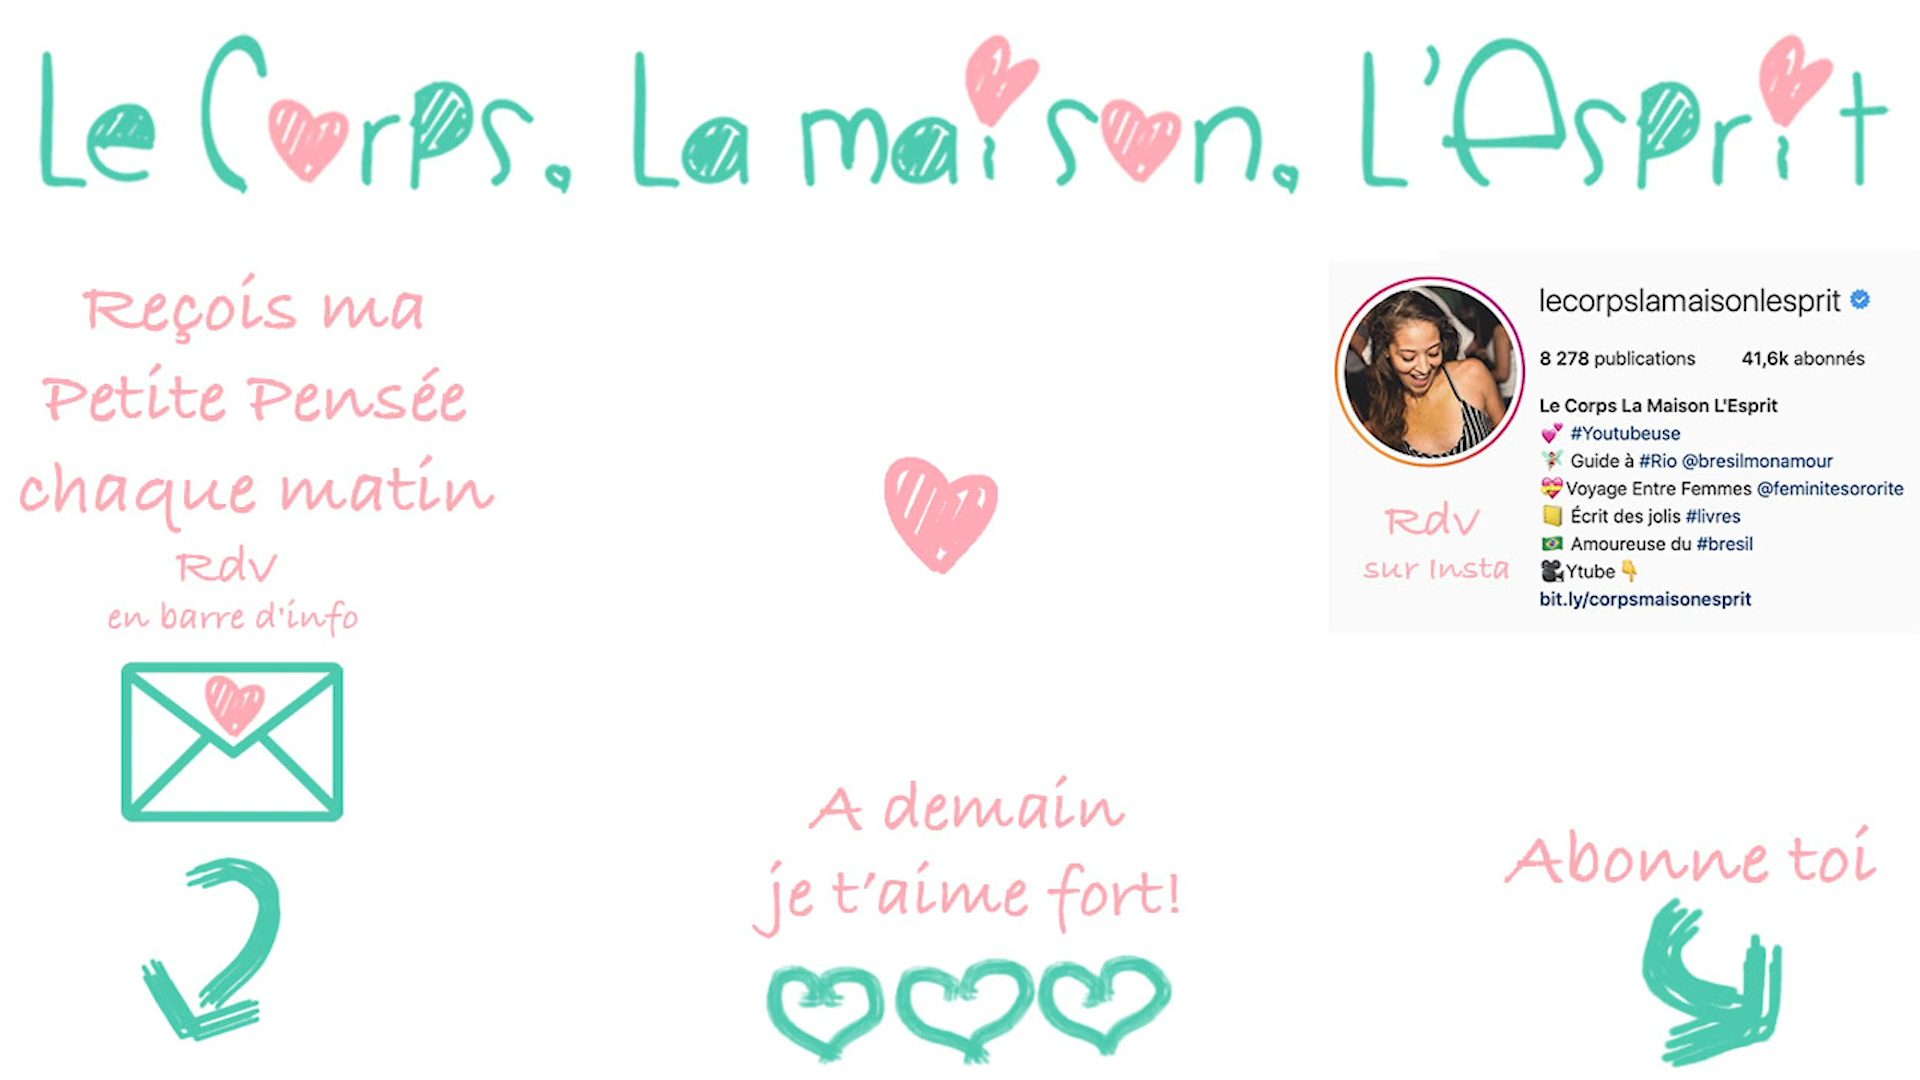 Le Corps. La maison. L'Esprit
Reçois ma
Petite Pensée
chaque matin
Rdv
en barre d'info
lecorpslamaisonlesprit
8 278 publications 41,6k abonnés
Le Corps La Maison L'Esprit
#Youtubeuse
Guide à #Rio @bresilmonamour
Voyage Entre Femmes @feminitesororite
Écrit des jolis #livres
Amoureuse du #bresil
Ytube
bit.ly/corpsmaisonesprit
Rdv
sur Insta
A demain
je t'aime fort!
Abonne toi